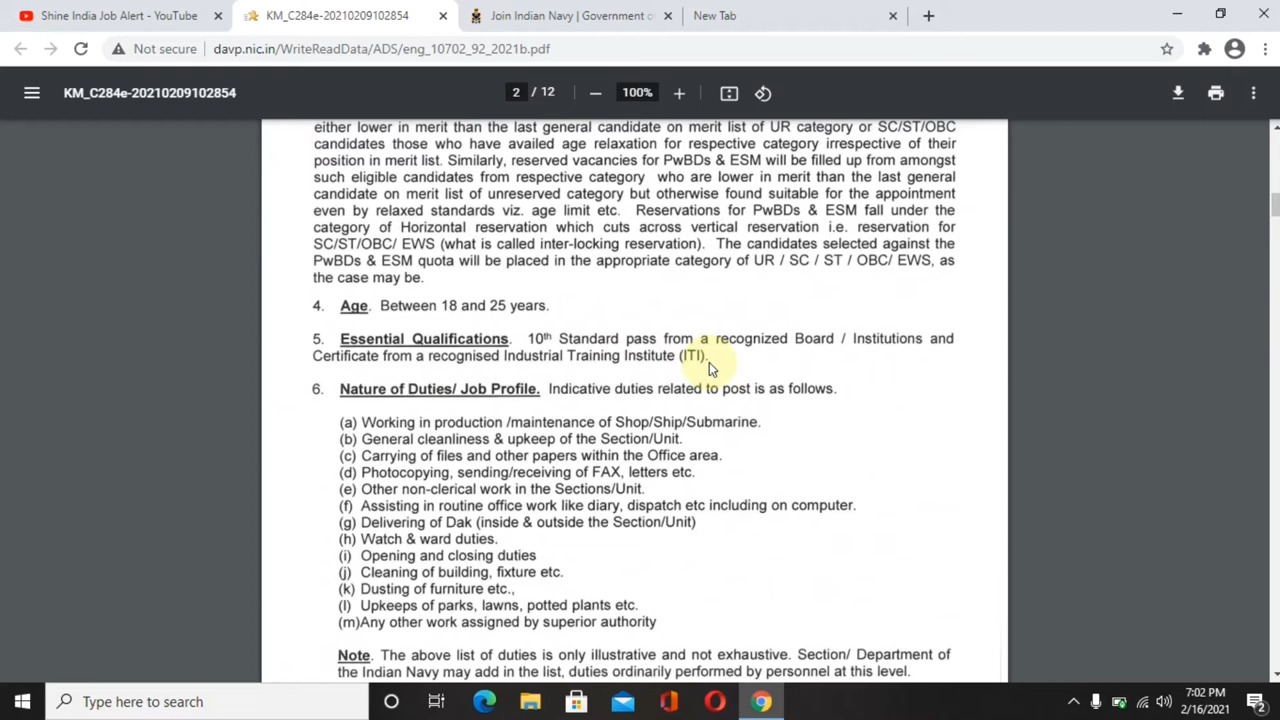 Shine India Job Alert - YouTube
KM_C284e-20210209102854
Join Indian Navy | Government o
New Tab
Not secure
davp.nic.in/WriteReadData/ADS/eng_10702_92_2021b.pdf
KM_C284e-20210209102854
2 / 12
100%
either lower in merit than the last general candidate on merit list of UR category or SC/ST/OBC
candidates those who have availed age relaxation for respective category irrespective of their
position in merit list. Similarly, reserved vacancies for PwBDs & ESM will be filled up from amongst
such eligible candidates from respective category who are lower in merit than the last general
candidate on merit list of unreserved category but otherwise found suitable for the appointment
even by relaxed standards viz. age limit etc. Reservations for PwBDs & ESM fall under the
category of Horizontal reservation which cuts across vertical reservation i.e. reservation for
SC/ST/OBC/ EWS (what is called inter-locking reservation). The candidates selected against the
PwBDs & ESM quota will be placed in the appropriate category of UR / SC / ST / OBC/ EWS, as
the case may be.
4. Age. Between 18 and 25 years.
5. Essential Qualifications. 10th Standard pass from a recognized Board / Institutions and
Certificate from a recognised Industrial Training Institute (ITI).
6. Nature of Duties/ Job Profile. Indicative duties related to post is as follows.
(a) Working in production /maintenance of Shop/Ship/Submarine.
(b) General cleanliness & upkeep of the Section/Unit.
(c) Carrying of files and other papers within the Office area.
(d) Photocopying, sending/receiving of FAX, letters etc.
(e) Other non-clerical work in the Sections/Unit.
(f) Assisting in routine office work like diary, dispatch etc including on computer.
(g) Delivering of Dak (inside & outside the Section/Unit)
(h) Watch & ward duties.
(i) Opening and closing duties
(j) Cleaning of building, fixture etc.
(k) Dusting of furniture etc.,
(l) Upkeeps of parks, lawns, potted plants etc.
(m)Any other work assigned by superior authority
Note. The above list of duties is only illustrative and not exhaustive. Section/ Department of
the Indian Navy may add in the list, duties ordinarily performed by personnel at this level.
Type here to search
7:02 PM
2/16/2021
2